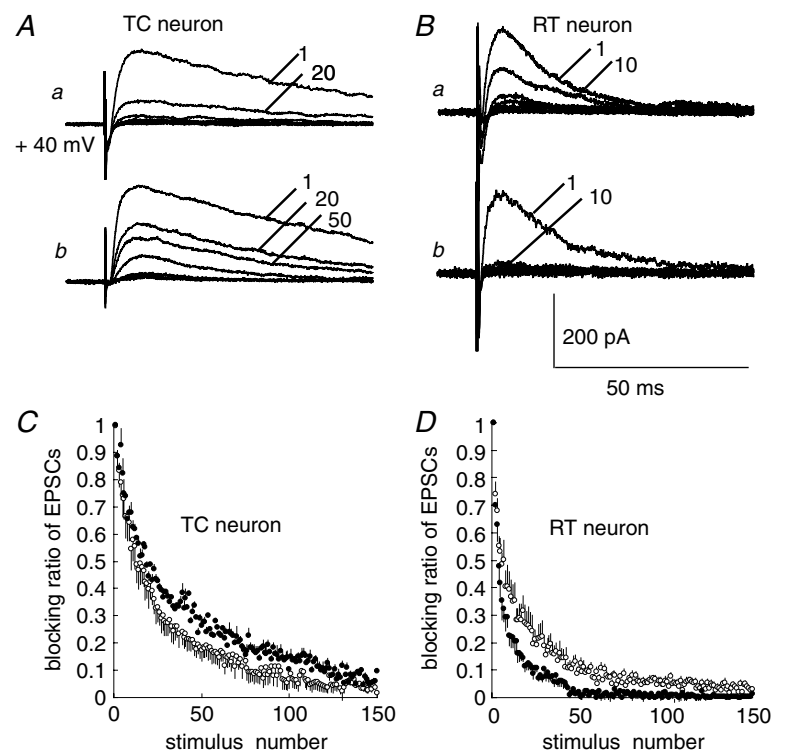 A
TC neuron
a
1
20
+ 40 mV
b
1
20
50
B
RT neuron
a
1
10
b
1
10
200 pA
50 ms
C
blocking ratio of EPSCs
1
0.9
0.8
0.7
0.6
0.5
0.4
0.3
0.2
0.1
0
TC neuron
0
50
100
150
stimulus number
D
blocking ratio of EPSCs
1
0.9
0.8
0.7
0.6
0.5
0.4
0.3
0.2
0.1
0
RT neuron
0
50
100
150
stimulus number